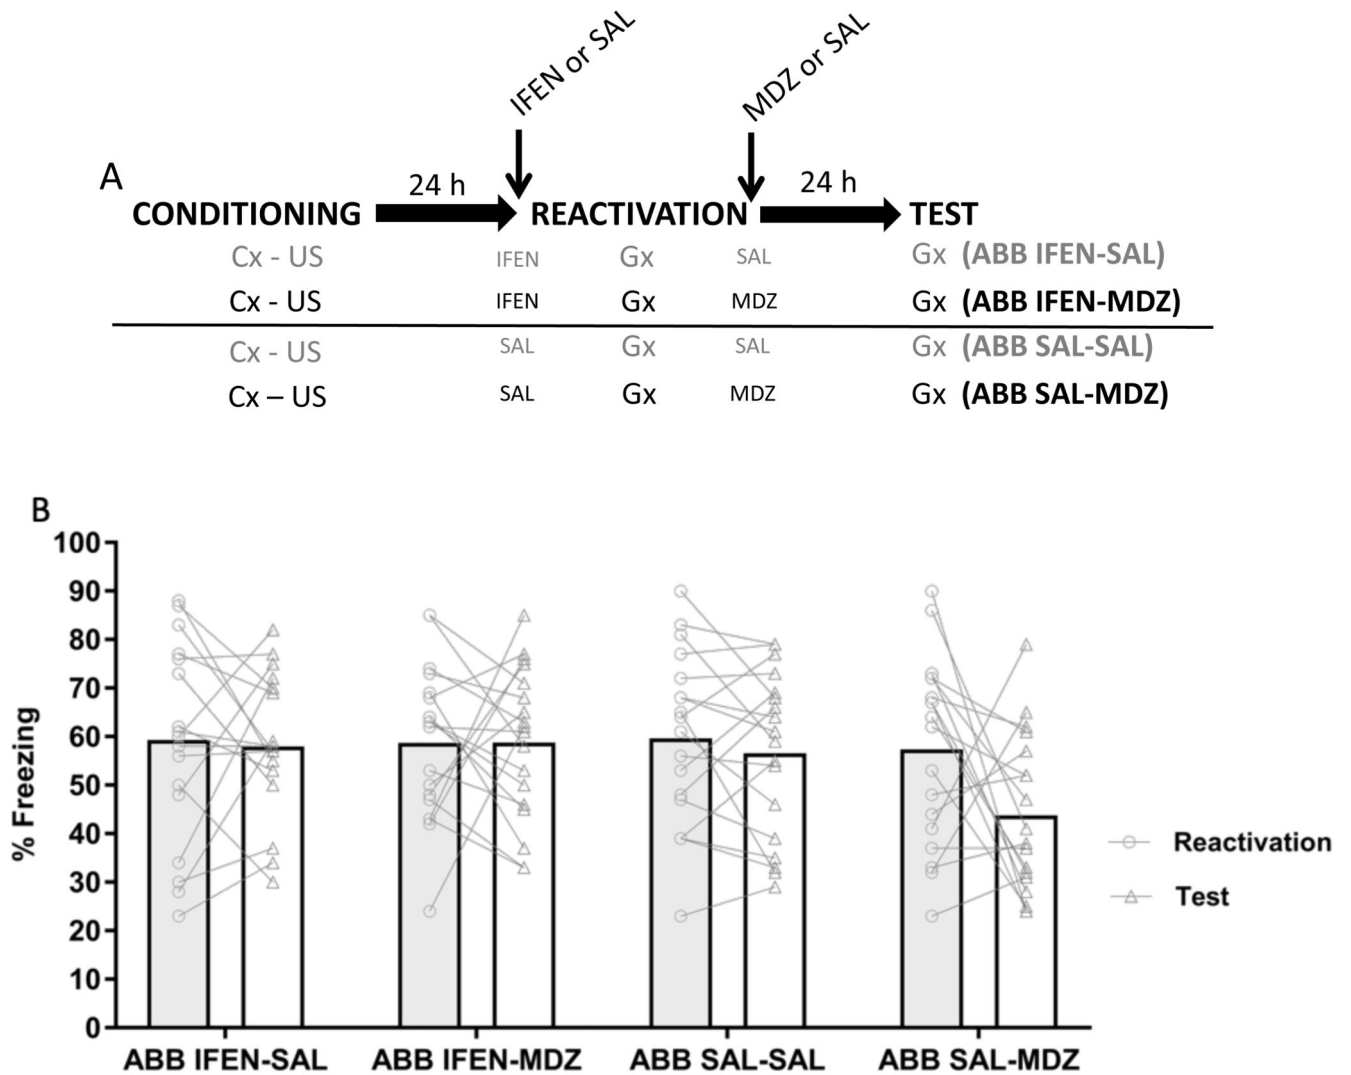 IFEN or SAL
MDZ or SAL
A
24 h
24 h
CONDITIONING REACTIVATION TEST
Cx - US IFEN Gx SAL Gx (ABB IFEN-SAL)
Cx - US IFEN Gx MDZ Gx (ABB IFEN-MDZ)
Cx - US SAL Gx SAL Gx (ABB SAL-SAL)
Cx – US SAL Gx MDZ Gx (ABB SAL-MDZ)
B
100
90
80
70
60
50
40
30
20
10
0
% Freezing
ABB IFEN-SAL ABB IFEN-MDZ ABB SAL-SAL ABB SAL-MDZ
Reactivation
Test